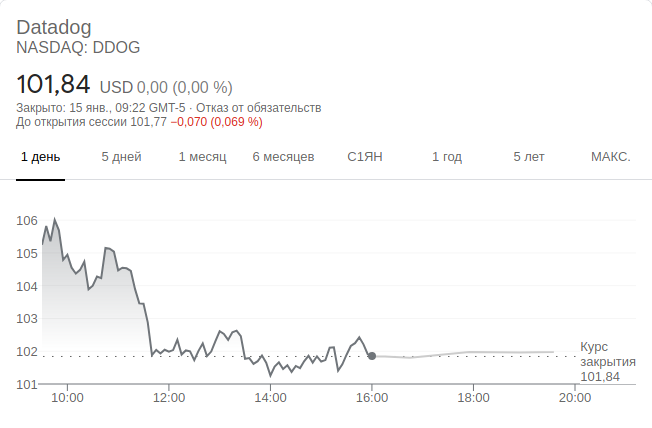 Datadog
NASDAQ: DDOG
101,84 USD 0,00 (0,00 %)
Закрыто: 15 янв., 09:22 GMT-5 · Отказ от обязательств
До открытия сессии 101,77 −0,070 (0,069 %)
1 день 5 дней 1 месяц 6 месяцев С1ЯН 1 год 5 лет МАКС.
106
105
104
103
102
101
Курс
закрытия
101,84
10:00 12:00 14:00 16:00 18:00 20:00